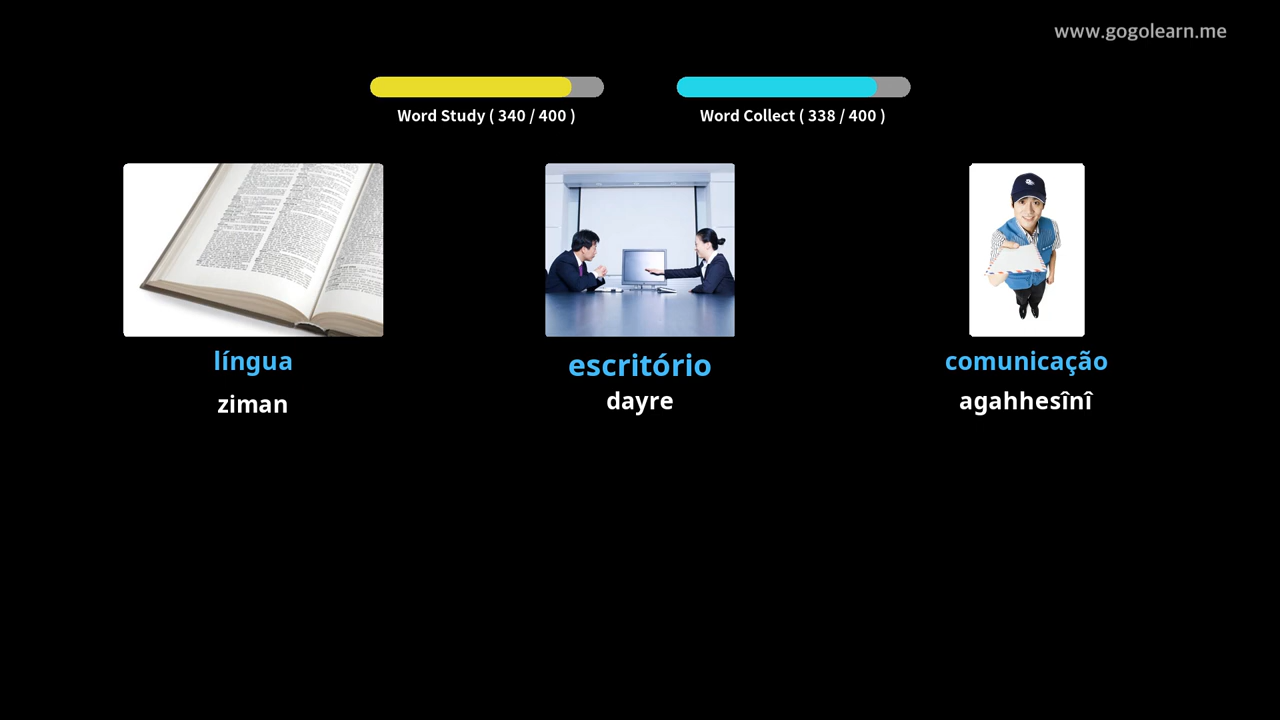 www.gogolearn.me
Word Study ( 340 / 400 )
Word Collect ( 338 / 400 )
língua
escritório
comunicação
ziman
dayre
agahhesînî